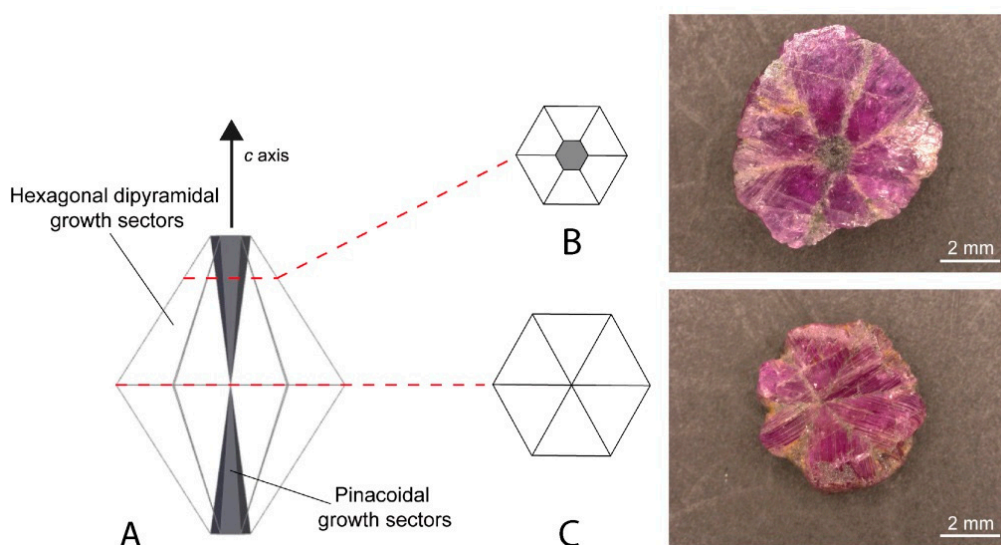 c axis
Hexagonal dipyramidal
growth sectors
Pinacoidal
growth sectors
A
B
C
2 mm
2 mm